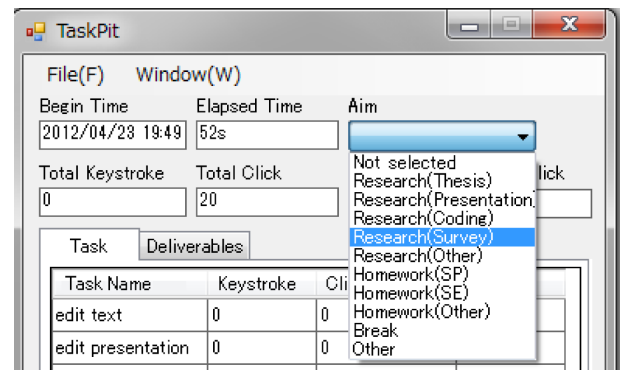 TaskPit
File(F) Window(W)
Begin Time Elapsed Time Aim
2012/04/23 19:49 52s
Total Keystroke Total Click lick
0 20
Not selected
Research(Thesis)
Research(Presentation
Research(Coding)
Research(Survey)
Research(Other)
Homework(SP)
Homework(SE)
Homework(Other)
Break
Other
Task Deliverables
Task Name Keystroke Cli
edit text 0 0
edit presentation 0 0